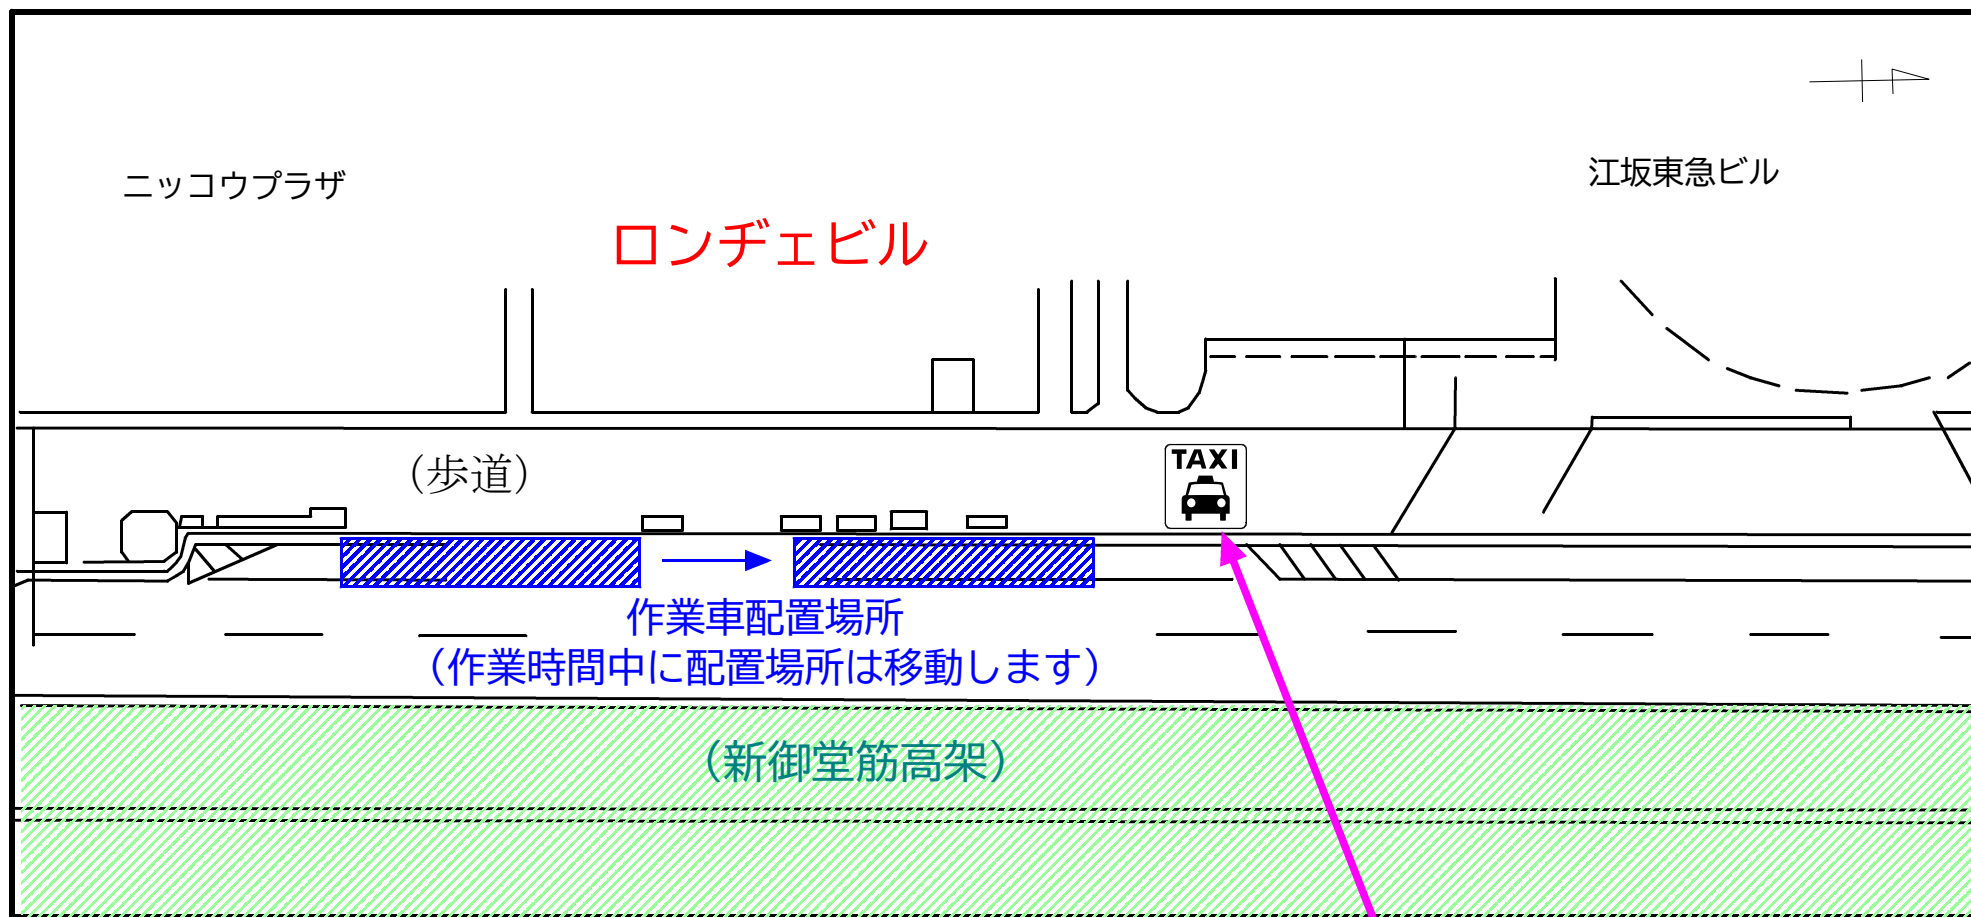 ニッコウプラザ
江坂東急ビル
ロンヂェビル
(歩道)
TAXI
作業車配置場所
（作業時間中に配置場所は移動します）
（新御堂筋高架）